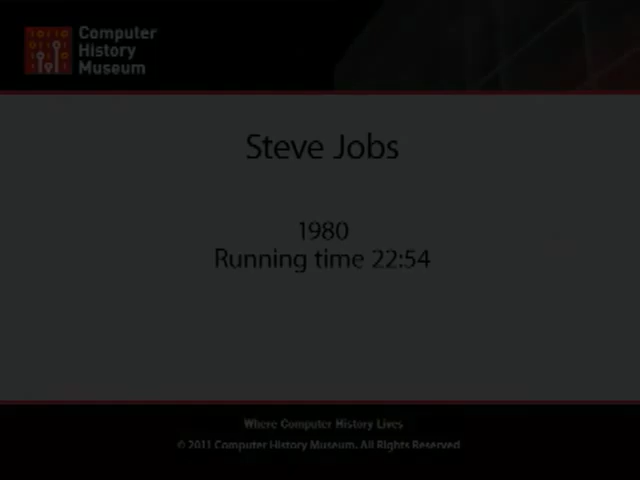 Computer
History
Museum
Steve Jobs
1980
Running time 22:54
Where Computer History Lives
© 2011 Computer History Museum. All Rights Reserved